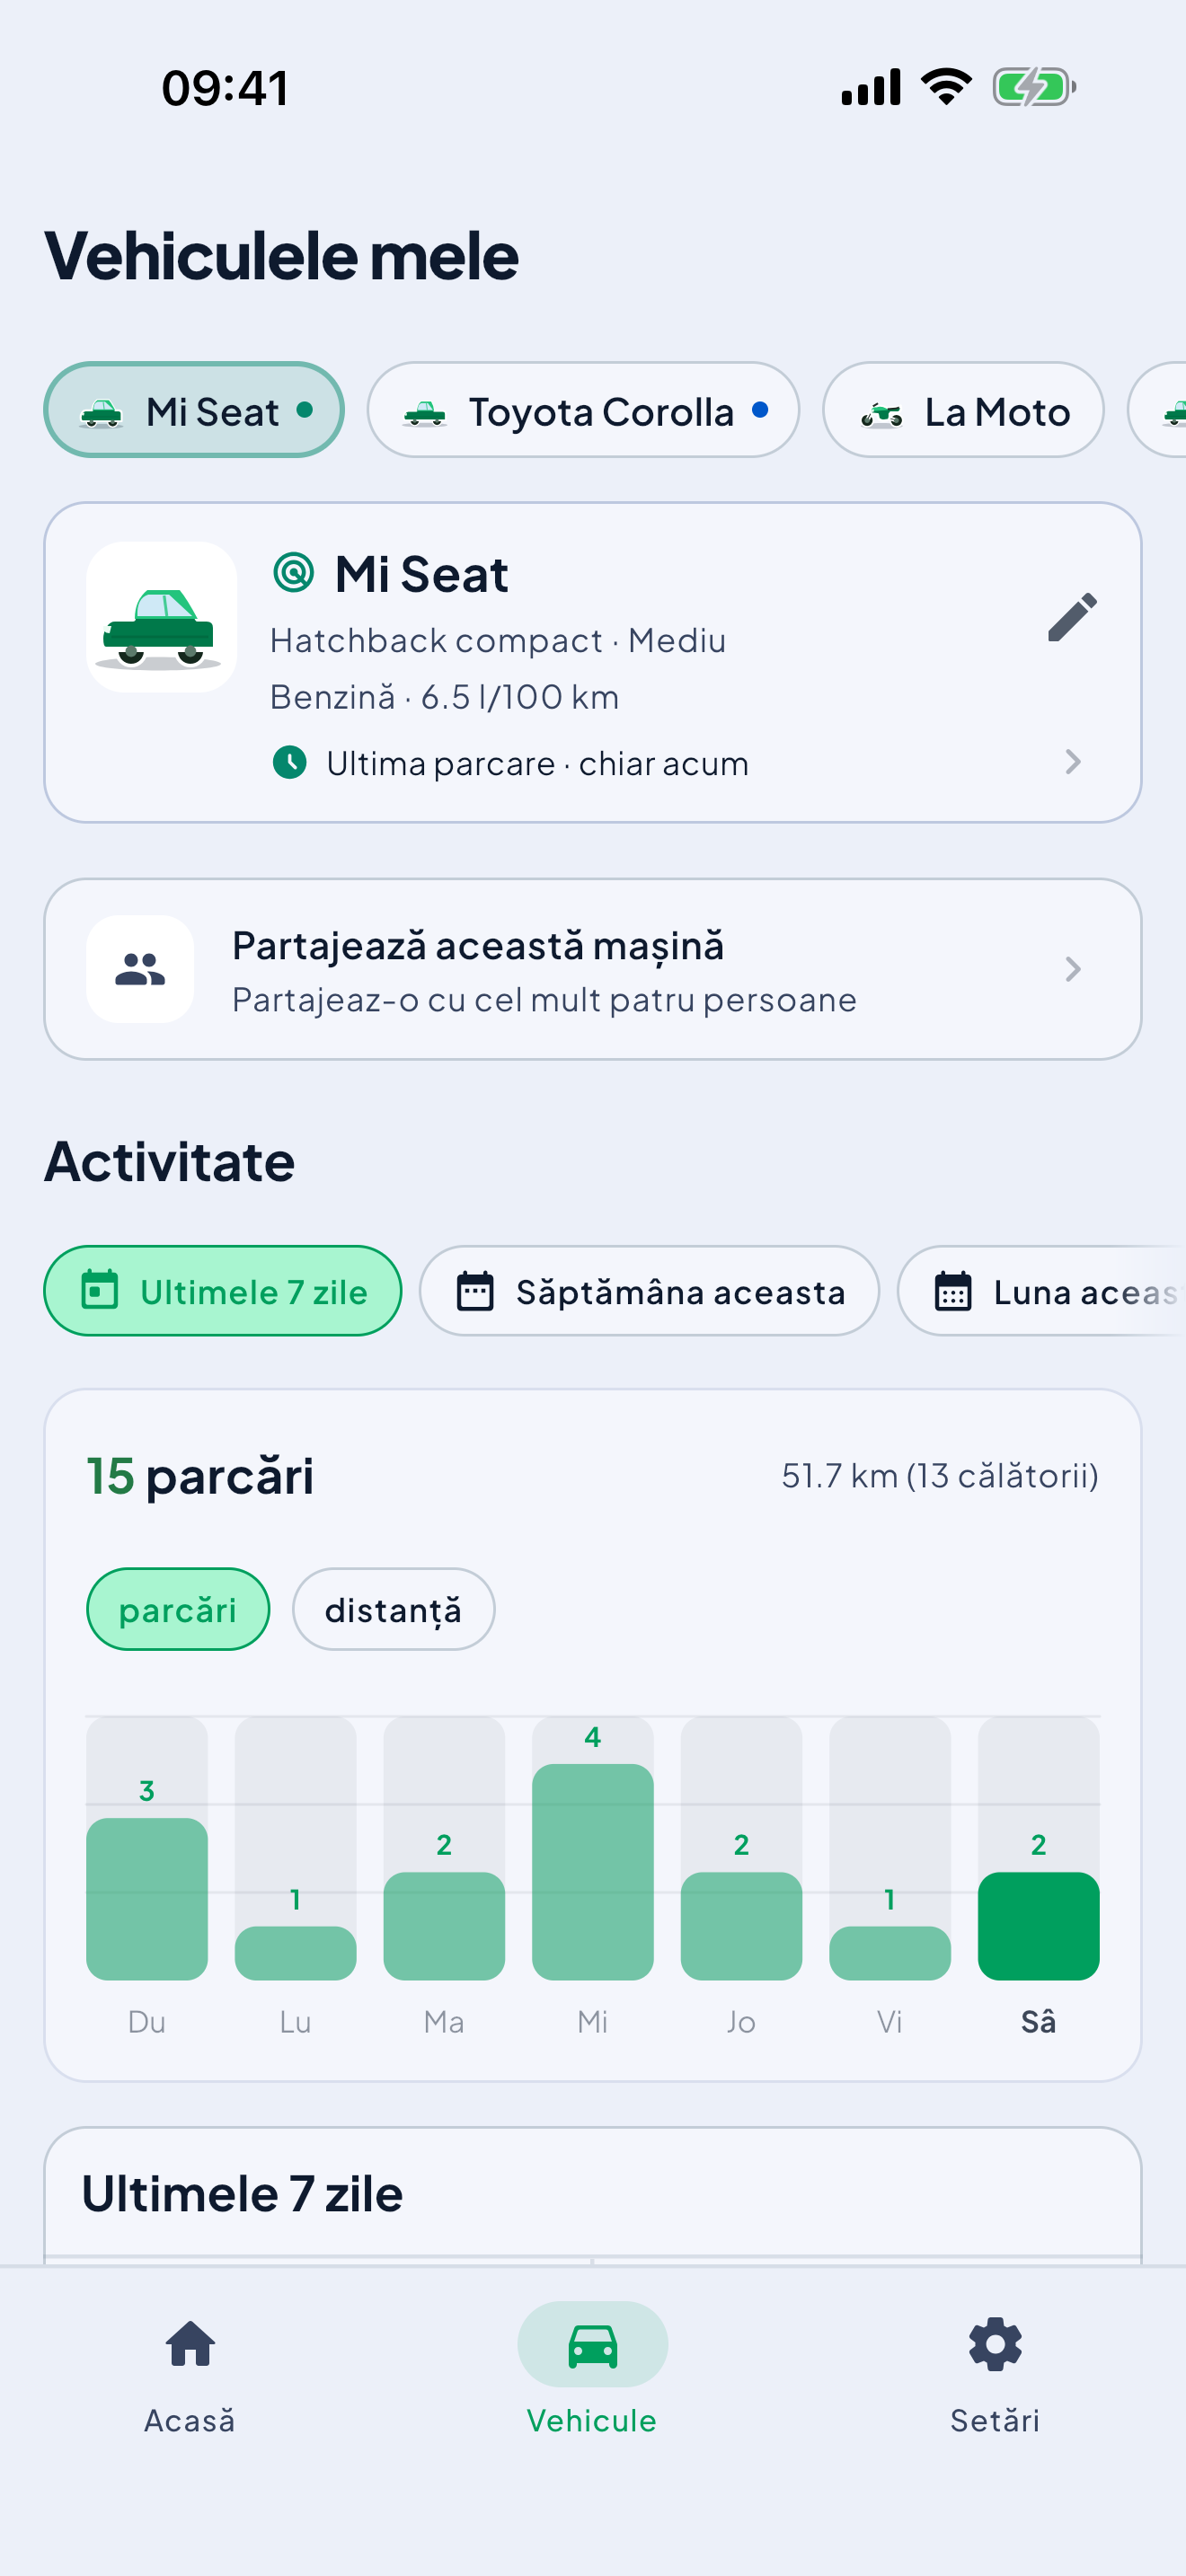 09:41
Vehiculele mele
Mi Seat
Toyota Corolla
La Moto
Mi Seat
Hatchback compact · Mediu
Benzină · 6.5 l/100 km
Ultima parcare · chiar acum
Partajează această mașină
Partajeaz-o cu cel mult patru persoane
Activitate
Ultimele 7 zile
Săptămâna aceasta
Luna aceas
15 parcări
51.7 km (13 călătorii)
parcări
distanță
3
1
2
4
2
1
2
Du
Lu
Ma
Mi
Jo
Vi
Sâ
Ultimele 7 zile
Acasă
Vehicule
Setări